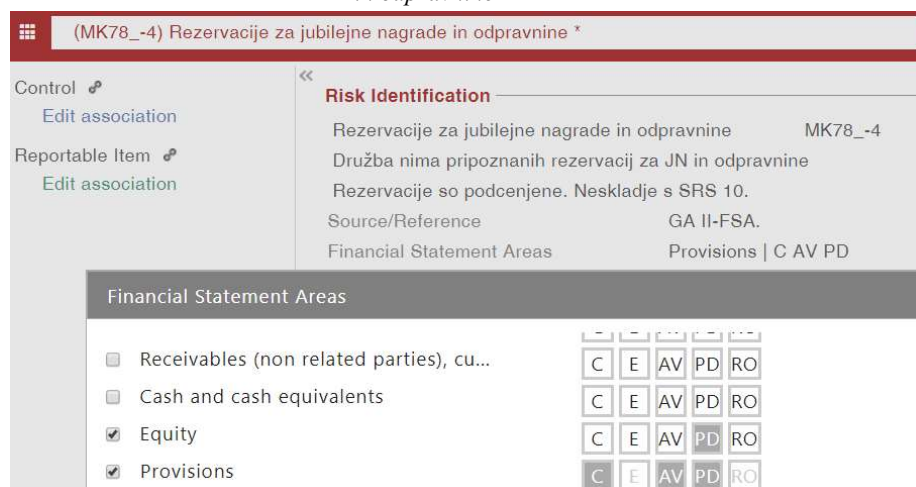 (MK78_-4) Rezervacije za jubilejne nagrade in odpravnine *
Control
Edit association
Reportable Item
Edit association
«
Risk Identification
Rezervacije za jubilejne nagrade in odpravnine MK78_-4
Družba nima pripoznanih rezervacij za JN in odpravnine
Rezervacije so podcenjene. Neskladje s SRS 10.
Source/Reference GA II-FSA.
Financial Statement Areas Provisions | C AV PD
Financial Statement Areas
Receivables (non related parties), cu... C E AV PD RO
Cash and cash equivalents C E AV PD RO
Equity C E AV PD RO
Provisions C E AV PD RO